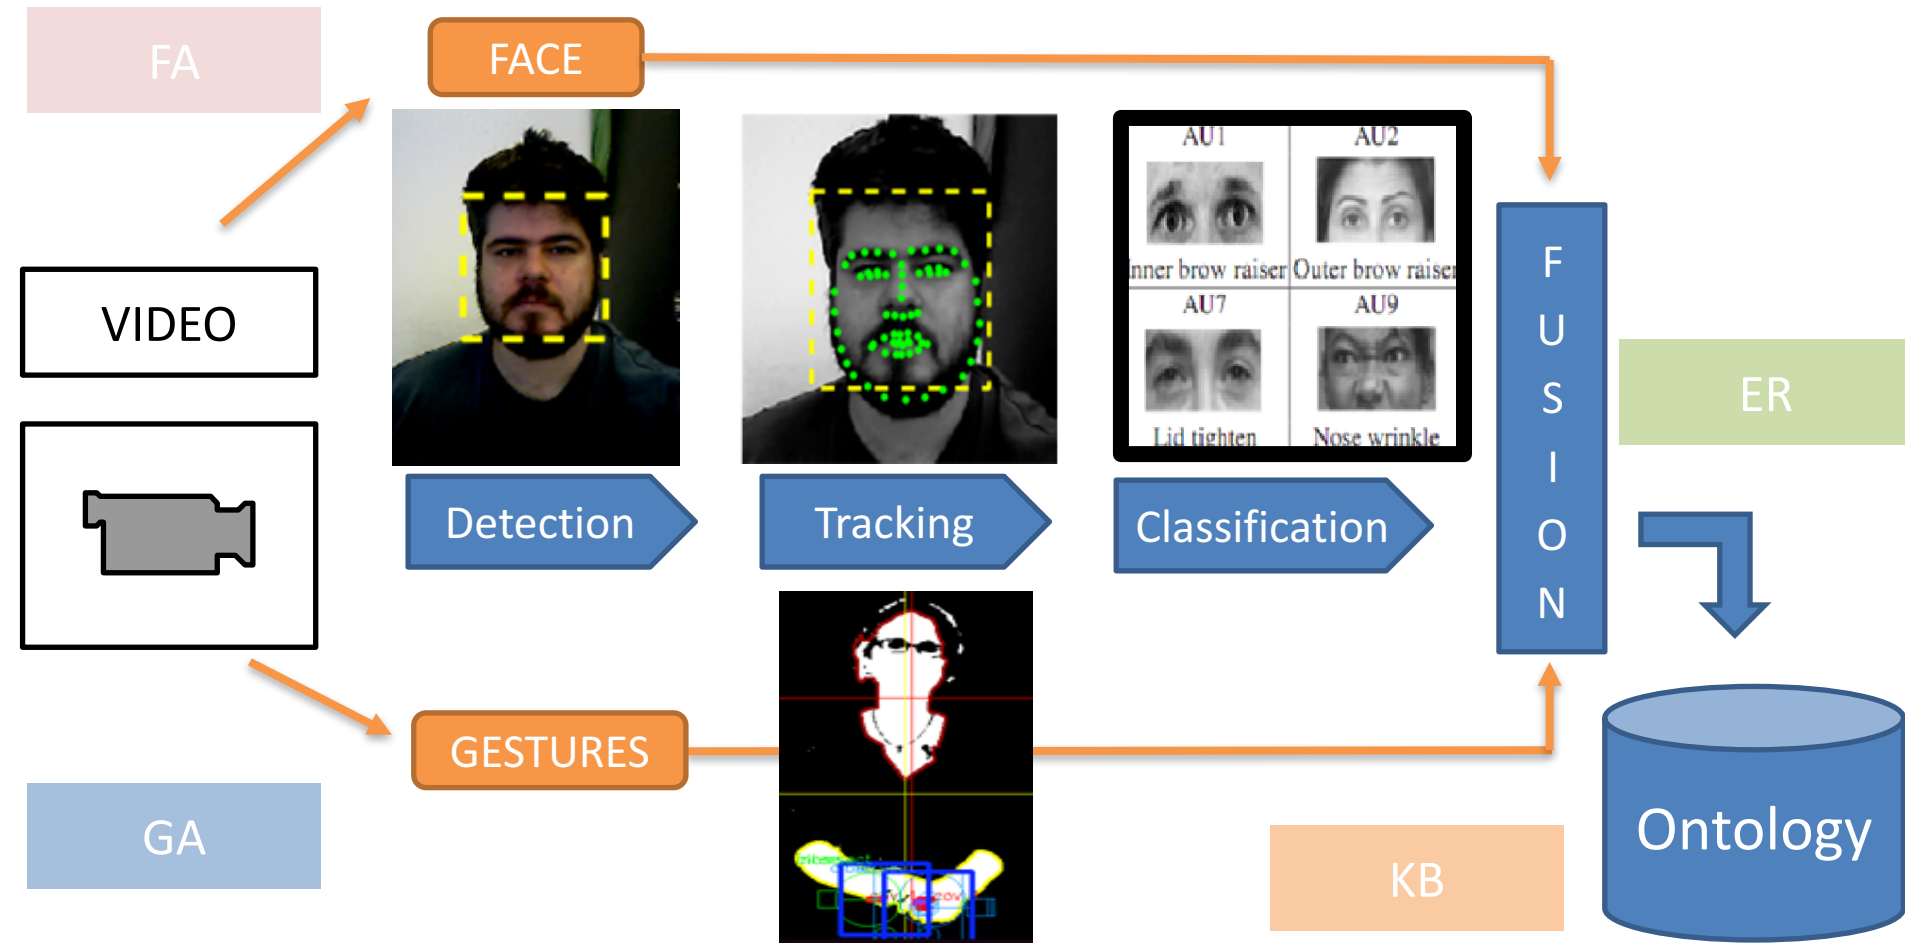 FA
FACE
VIDEO
AU1
AU2
nner brow raiser
Outer brow raiser
AU7
AU9
Lid tighten
Nose wrinkle
Detection
Tracking
Classification
F
U
S
I
O
N
ER
GESTURES
GA
KB
Ontology